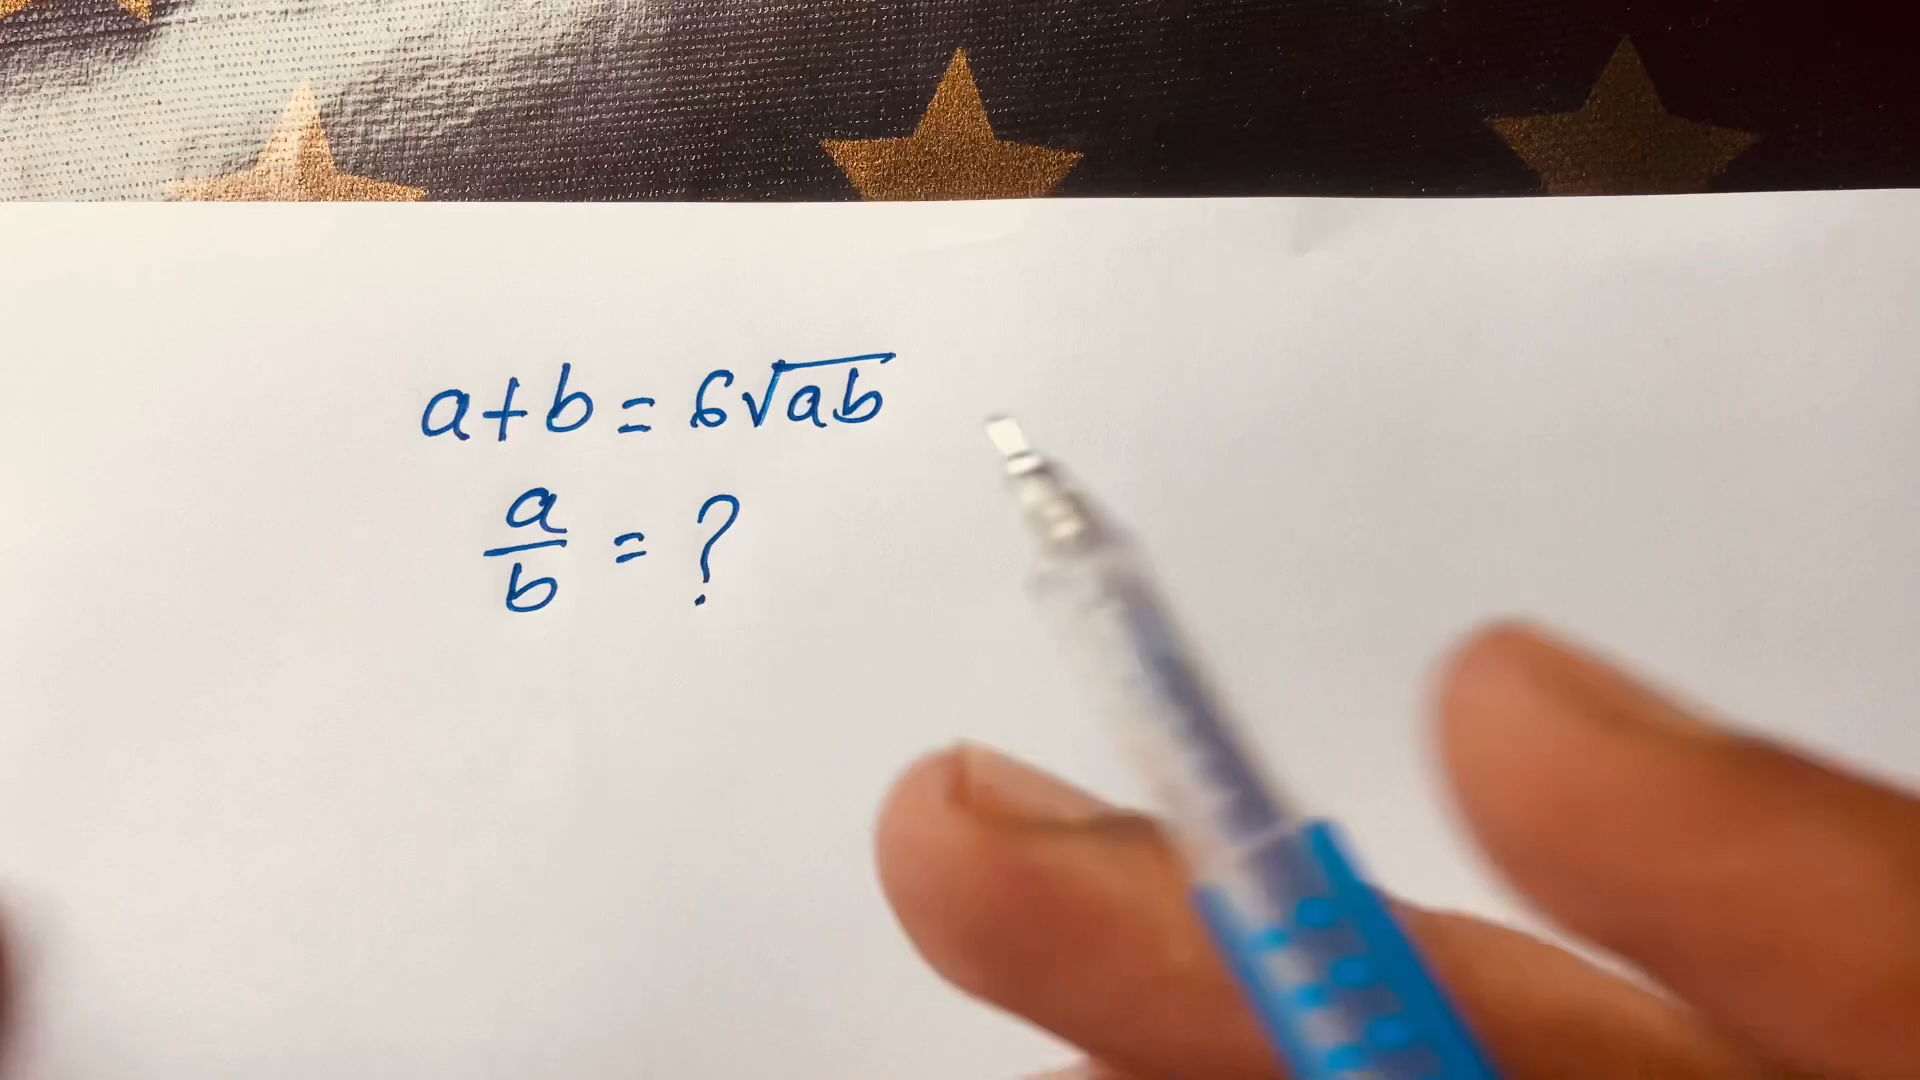 a+b = 6√ab
a/b = ?